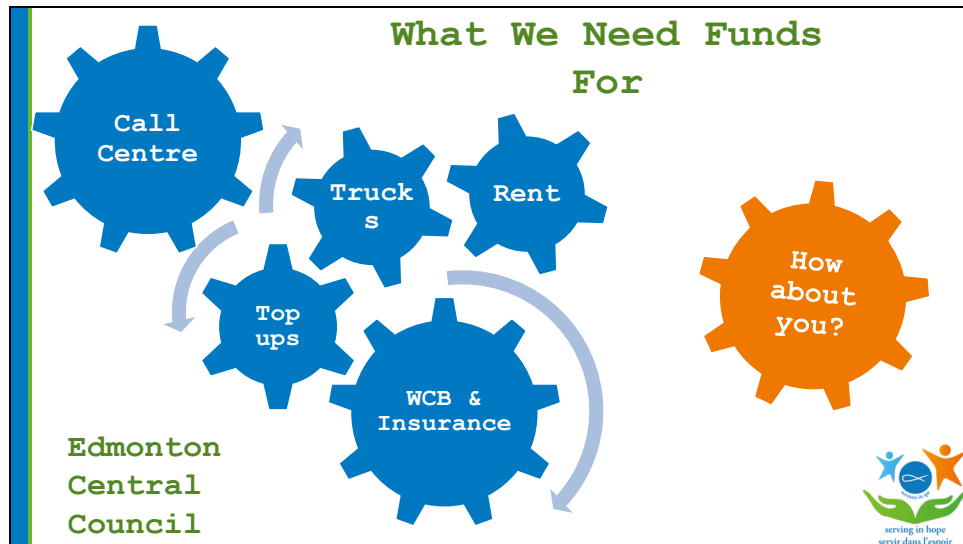 What We Need Funds
For
Call
Centre
Truck
s
Rent
Top
ups
WCB &
Insurance
How
about
you?
Edmonton
Central
Council
serving in hope
servir dans l'espoir